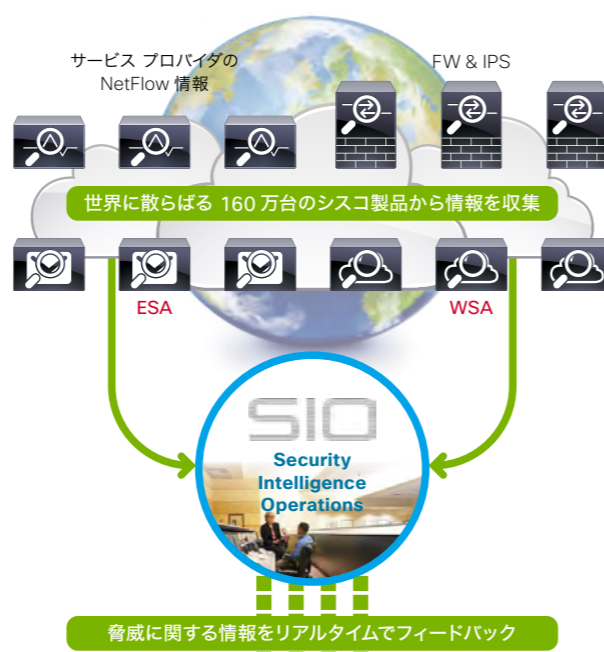 サービス プロバイダの
NetFlow 情報
FW & IPS
世界に散らばる 160 万台のシスコ製品から情報を収集
ESA
WSA
SIO
Security
Intelligence
Operations
脅威に関する情報をリアルタイムでフィードバック